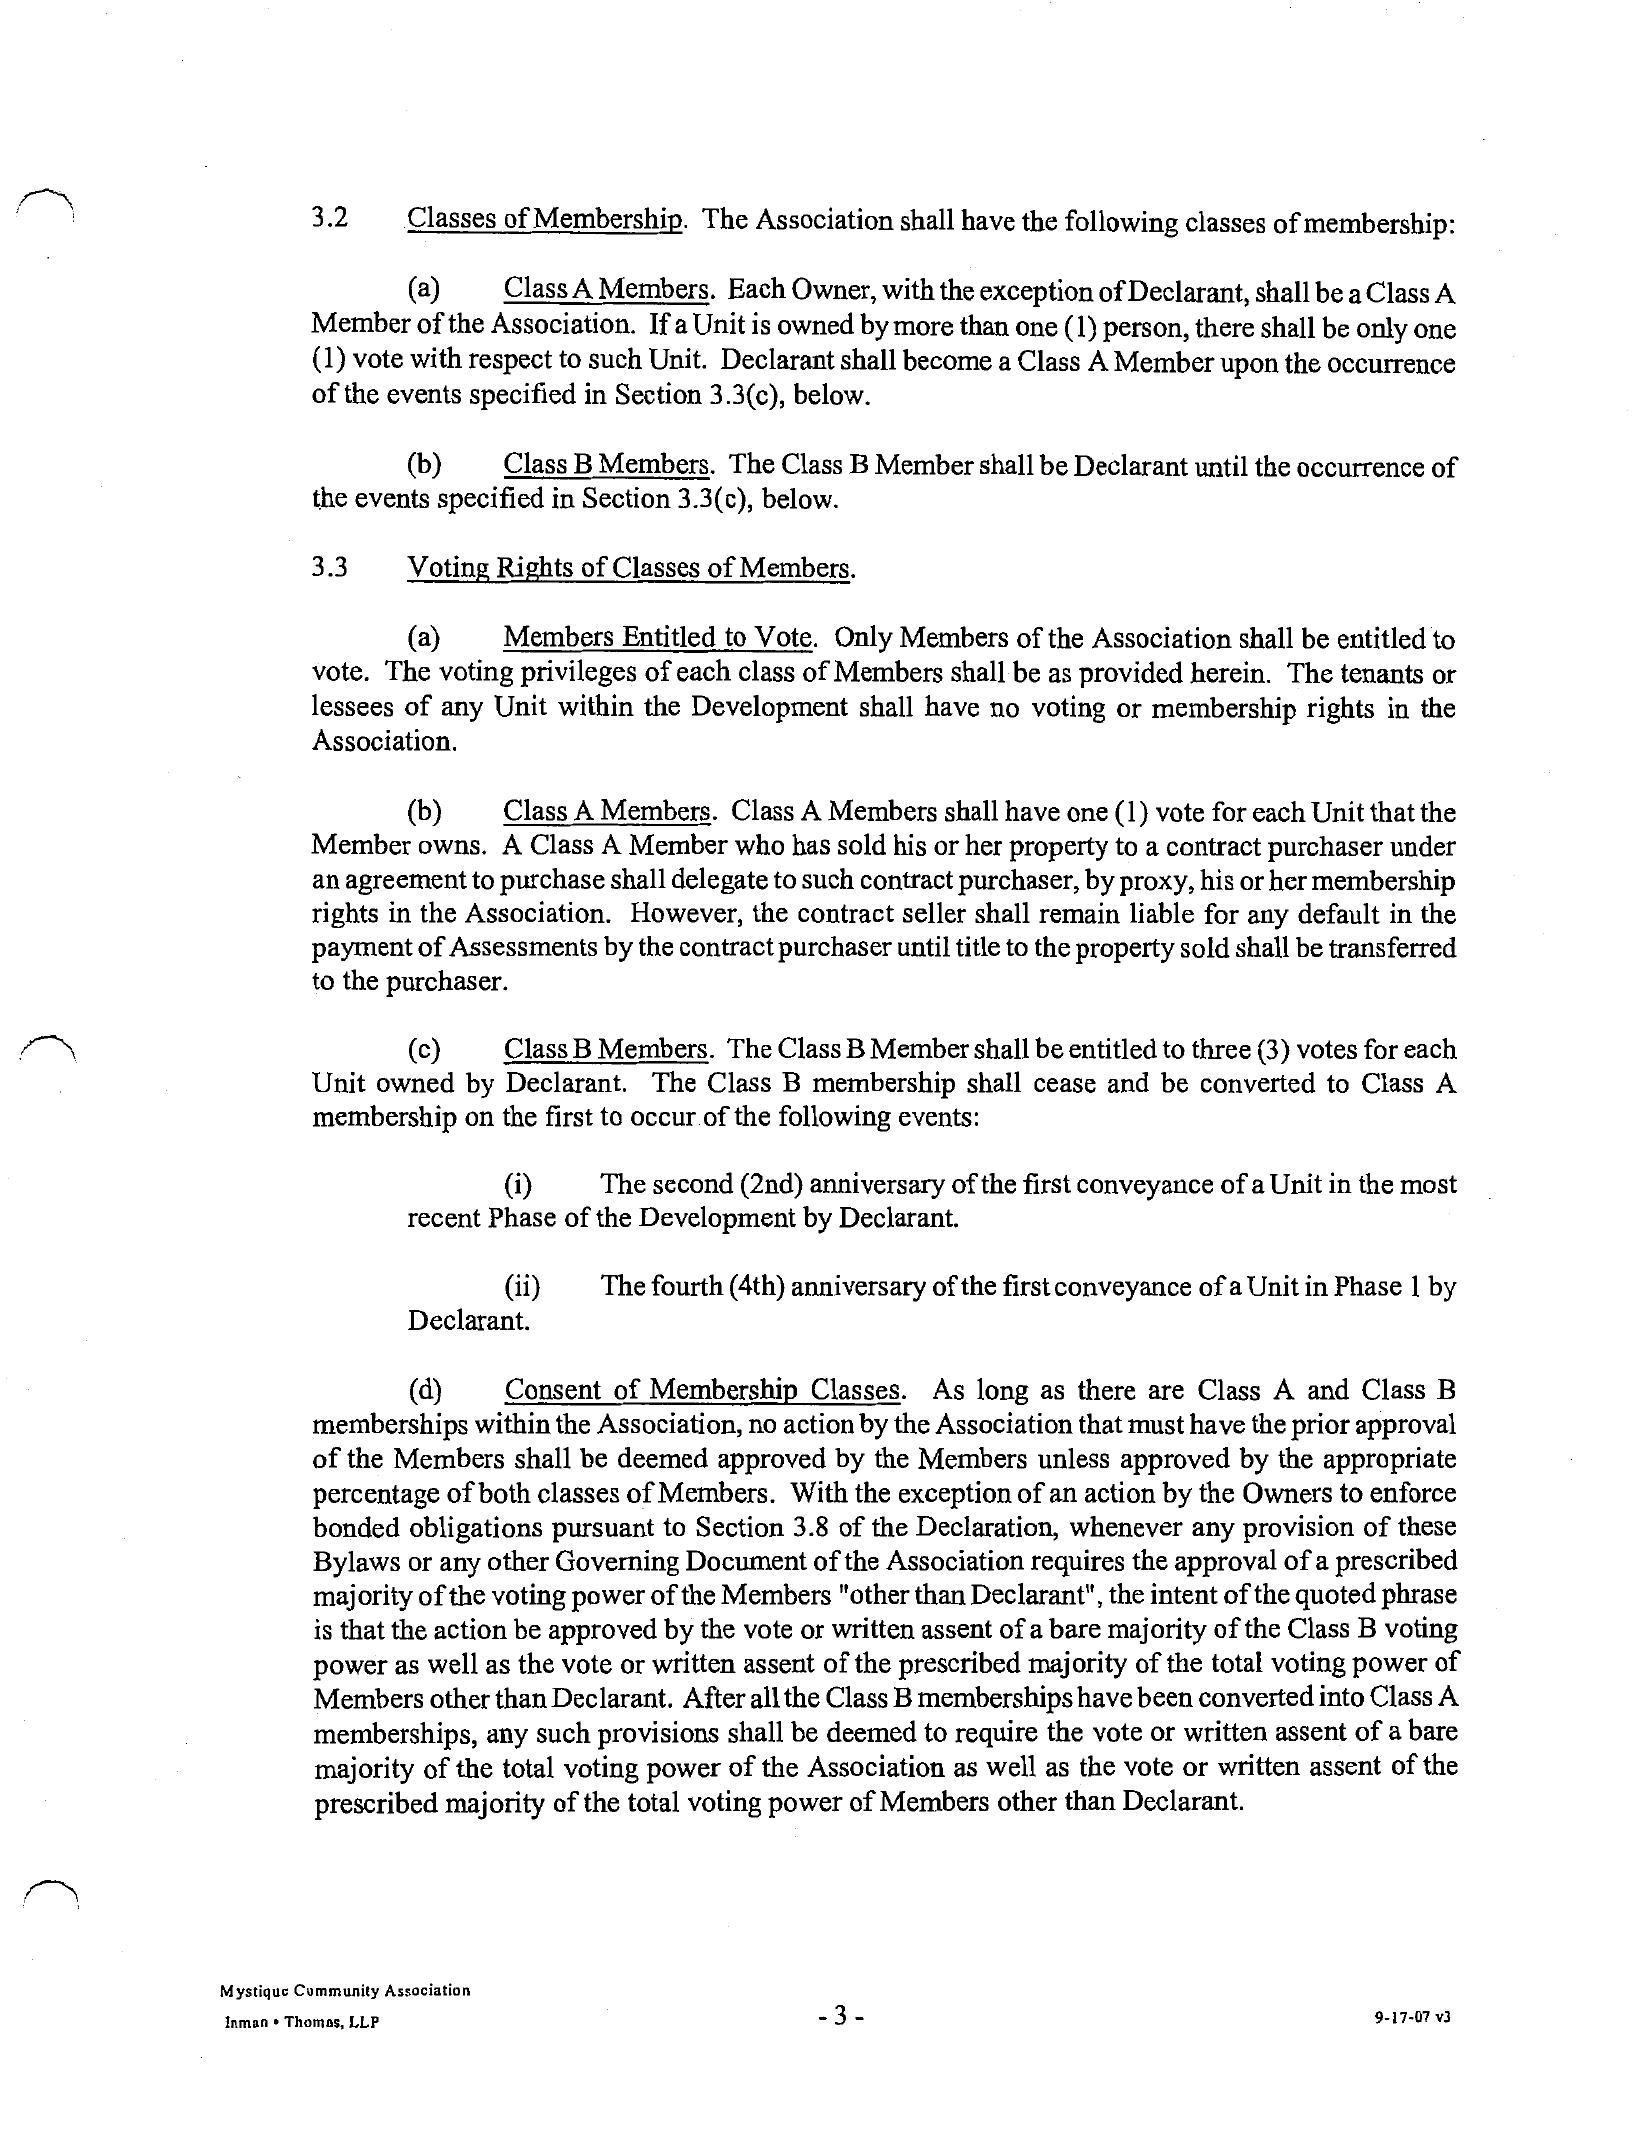 3.2 Classes of Membership. The Association shall have the following classes of membership:
(a) Class A Members. Each Owner, with the exception of Declarant, shall be a Class A
Member of the Association. If a Unit is owned by more than one (1) person, there shall be only one
(1) vote with respect to such Unit. Declarant shall become a Class A Member upon the occurrence
of the events specified in Section 3.3(c), below.
(b) Class B Members. The Class B Member shall be Declarant until the occurrence of
the events specified in Section 3.3(c), below.
3.3 Voting Rights of Classes of Members.
(a) Members Entitled to Vote. Only Members of the Association shall be entitled to
vote. The voting privileges of each class of Members shall be as provided herein. The tenants or
lessees of any Unit within the Development shall have no voting or membership rights in the
Association.
(b) Class A Members. Class A Members shall have one (1) vote for each Unit that the
Member owns. A Class A Member who has sold his or her property to a contract purchaser under
an agreement to purchase shall delegate to such contract purchaser, by proxy, his or her membership
rights in the Association. However, the contract seller shall remain liable for any default in the
payment of Assessments by the contract purchaser until title to the property sold shall be transferred
to the purchaser.
(c) Class B Members. The Class B Member shall be entitled to three (3) votes for each
Unit owned by Declarant. The Class B membership shall cease and be converted to Class A
membership on the first to occur of the following events:
(i) The second (2nd) anniversary of the first conveyance of a Unit in the most
recent Phase of the Development by Declarant.
(ii) The fourth (4th) anniversary of the first conveyance of a Unit in Phase 1 by
Declarant.
(d) Consent of Membership Classes. As long as there are Class A and Class B
memberships within the Association, no action by the Association that must have the prior approval
of the Members shall be deemed approved by the Members unless approved by the appropriate
percentage of both classes of Members. With the exception of an action by the Owners to enforce
bonded obligations pursuant to Section 3.8 of the Declaration, whenever any provision of these
Bylaws or any other Governing Document of the Association requires the approval of a prescribed
majority of the voting power of the Members "other than Declarant", the intent of the quoted phrase
is that the action be approved by the vote or written assent of a bare majority of the Class B voting
power as well as the vote or written assent of the prescribed majority of the total voting power of
Members other than Declarant. After all the Class B memberships have been converted into Class A
memberships, any such provisions shall be deemed to require the vote or written assent of a bare
majority of the total voting power of the Association as well as the vote or written assent of the
prescribed majority of the total voting power of Members other than Declarant.
Mystique Community Association
Inman • Thomas, LLP
- 3 -
9-17-07 v3